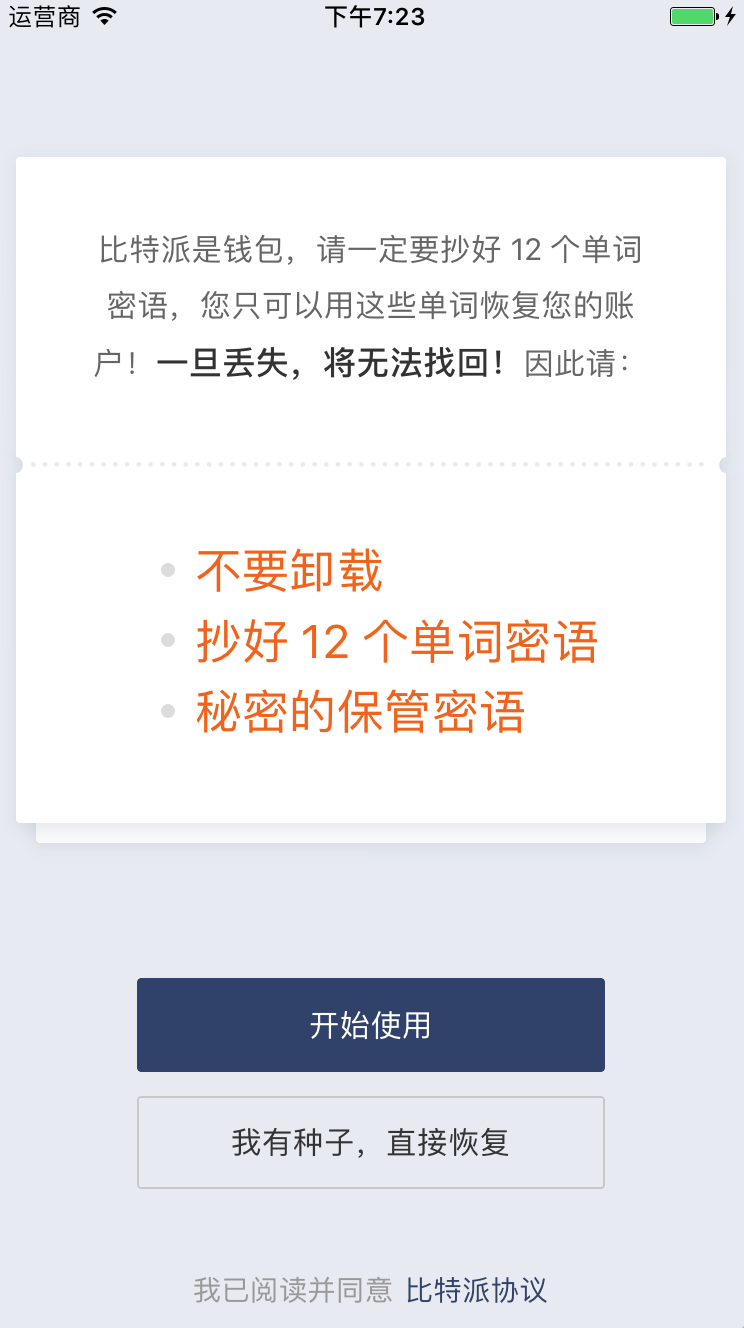 运营商 下午7:23
比特派是钱包，请一定要抄好 12 个单词
密语，您只可以用这些单词恢复您的账
户！一旦丢失，将无法找回！因此请：
不要卸载
抄好 12 个单词密语
秘密的保管密语
开始使用
我有种子，直接恢复
我已阅读并同意 比特派协议